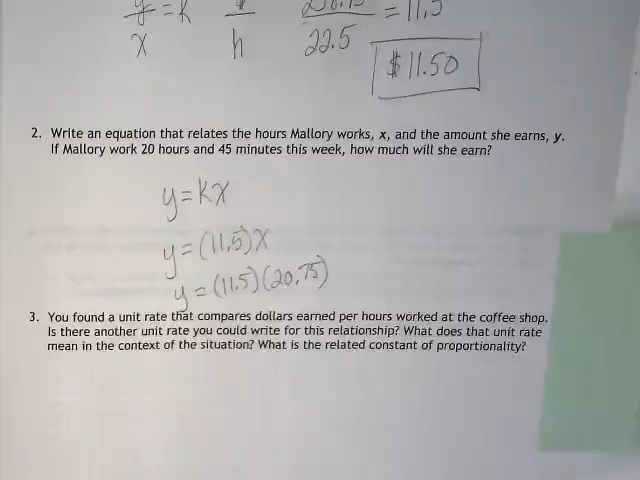 y/x = k
h
22.5 = 11.5
$11.50
2. Write an equation that relates the hours Mallory works, x, and the amount she earns, y.
If Mallory work 20 hours and 45 minutes this week, how much will she earn?
y=kx
y=(11.5)x
y=(11.5)(20.75)
3. You found a unit rate that compares dollars earned per hours worked at the coffee shop.
Is there another unit rate you could write for this relationship? What does that unit rate
mean in the context of the situation? What is the related constant of proportionality?